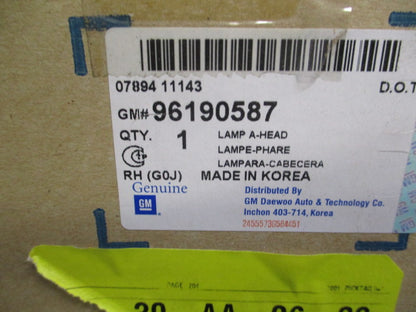 07894 11143 D.O.T
GM# 96190587
QTY. 1 LAMP A-HEAD
LAMPE-PHARE
LAMPARA-CABECERA
RH (G0J) MADE IN KOREA
Genuine
GM
Distributed By
GM Daewoo Auto & Technology Co.
Inchon 403-714, Korea